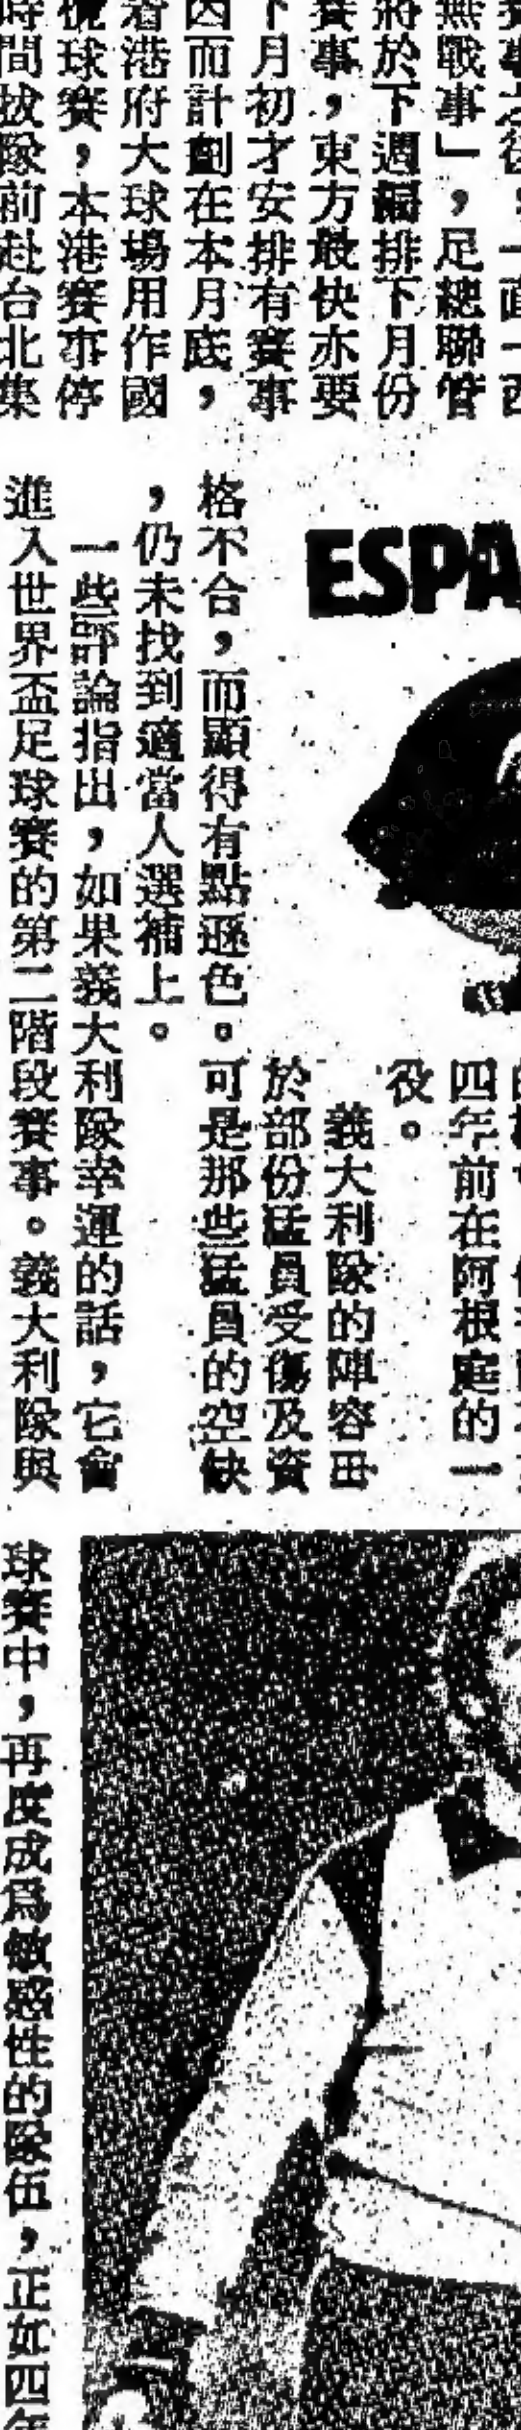 無戰事」，足總聯管
將於下週編排下月份
賽事，東方最快亦要
下月初才安排有賽事
因而計劃在本月底，
着港府大球場用作國
球賽，本港賽事停
時間拔隊前赴台北集
ESPA
四年前在阿根庭的一
役。
義大利隊的陣容由
於部份猛員受傷及資
格不合，而顯得有點遜色。可是那些猛員的空缺
，仍未找到適當人選補上。
一些評論指出，如果義大利隊幸運的話，它會
進入世界盃足球賽的第二階段賽事。義大利隊與
球賽中，再度成爲敏感性的隊伍，正如四年